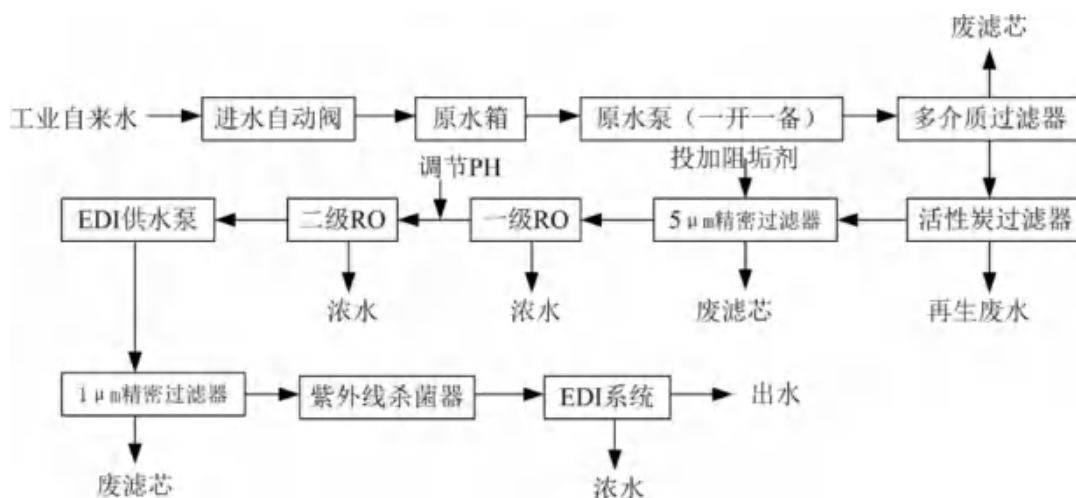 废滤芯
工业自来水
进水自动阀
原水箱
原水泵（一开一备）
多介质过滤器
调节PH
投加阻垢剂
EDI供水泵
二级RO
一级RO
5μm精密过滤器
活性炭过滤器
浓水
浓水
废滤芯
再生废水
1μm精密过滤器
紫外线杀菌器
EDI系统
出水
废滤芯
浓水